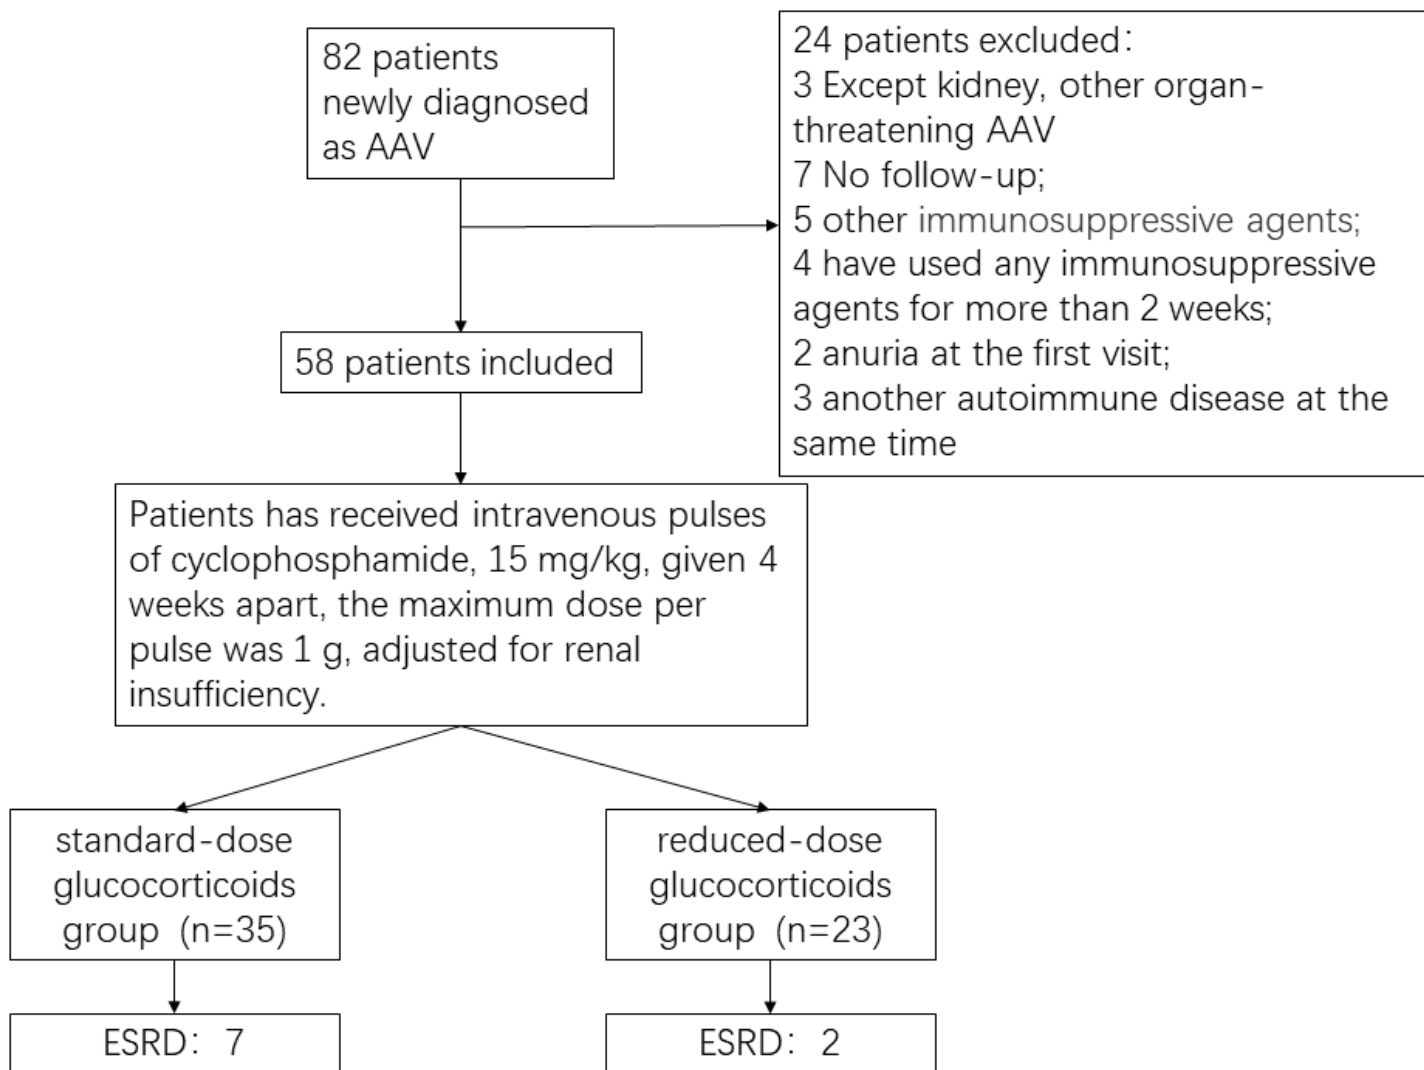 82 patients
newly diagnosed
as AAV
24 patients excluded：
3 Except kidney, other organ-
threatening AAV
7 No follow-up;
5 other immunosuppressive agents;
4 have used any immunosuppressive
agents for more than 2 weeks;
2 anuria at the first visit;
3 another autoimmune disease at the
same time
58 patients included
Patients has received intravenous pulses
of cyclophosphamide, 15 mg/kg, given 4
weeks apart, the maximum dose per
pulse was 1 g, adjusted for renal
insufficiency.
standard-dose
glucocorticoids
group (n=35)
reduced-dose
glucocorticoids
group (n=23)
ESRD：7
ESRD：2